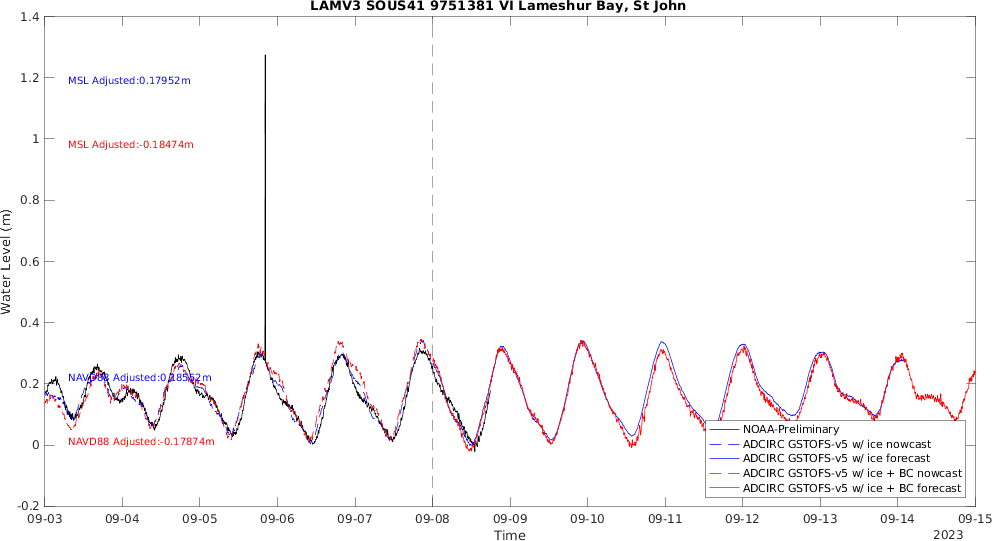 LAMV3 SOUS41 9751381 VI Lameshur Bay, St John
1.4
1.2
1
0.8
0.6
0.4
0.2
0
-0.2
Water Level (m)
MSL Adjusted:0.17952m
MSL Adjusted:-0.18474m
NAVD88 Adjusted:0.18552m
NAVD88 Adjusted:-0.17874m
NOAA-Preliminary
ADCIRC GSTOFS-v5 w/ ice nowcast
ADCIRC GSTOFS-v5 w/ ice forecast
ADCIRC GSTOFS-v5 w/ ice + BC nowcast
ADCIRC GSTOFS-v5 w/ ice + BC forecast
09-03 09-04 09-05 09-06 09-07 09-08 09-09 09-10 09-11 09-12 09-13 09-14 09-15
Time
2023